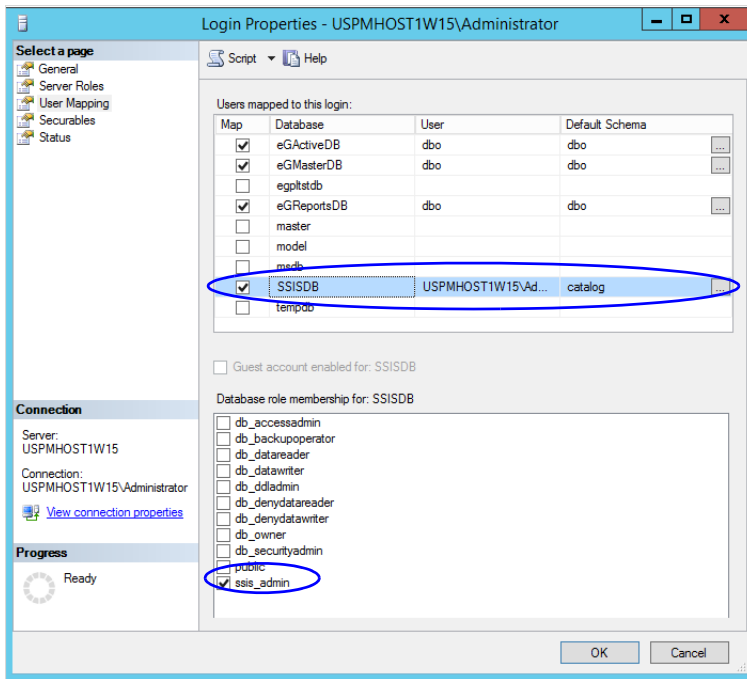 Login Properties - USPMHOST1W15\Administrator
Select a page
General
Server Roles
User Mapping
Securables
Status
Script Help
Users mapped to this login:
Map Database User Default Schema
eGActiveDB dbo dbo ...
eGMasterDB dbo dbo ...
egpltstdb
eGReportsDB dbo dbo ...
master
model
msdb
SSISDB USPMHOST1W15\Ad... catalog ...
tempdb
Guest account enabled for: SSISDB
Database role membership for: SSISDB
db_accessadmin
db_backupoperator
db_datareader
db_datawriter
db_ddladmin
db_denydatareader
db_denydatawriter
db_owner
db_securityadmin
public
ssis_admin
Connection
Server:
USPMHOST1W15
Connection:
USPMHOST1W15\Administrator
View connection properties
Progress
Ready
OK Cancel